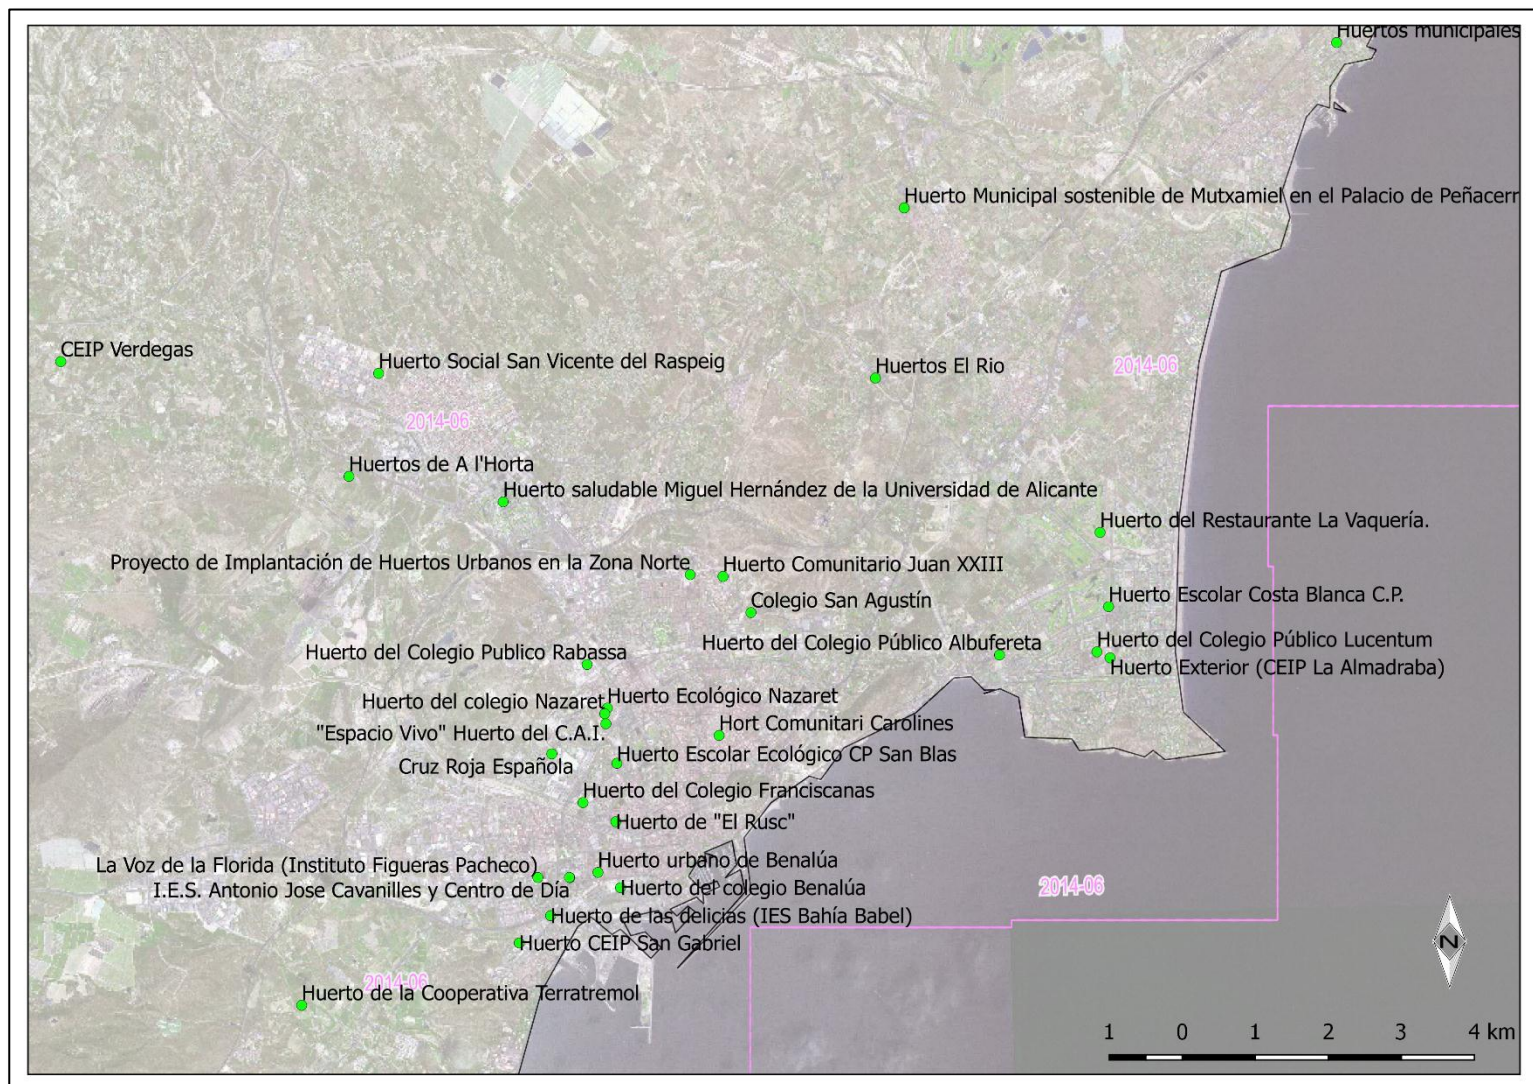 Huertos municipales
Huerto Municipal sostenible de Mutxamiel en el Palacio de Peñacerr
CEIP Verdegas
Huerto Social San Vicente del Raspeig
Huertos El Rio
2014-06
2014-06
Huertos de A l'Horta
Huerto saludable Miguel Hernández de la Universidad de Alicante
Huerto del Restaurante La Vaquería.
Proyecto de Implantación de Huertos Urbanos en la Zona Norte
Huerto Comunitario Juan XXIII
Colegio San Agustín
Huerto Escolar Costa Blanca C.P.
Huerto del Colegio Público Albufereta
Huerto del Colegio Público Lucentum
Huerto del Colegio Publico Rabassa
Huerto Exterior (CEIP La Almadraba)
Huerto del colegio Nazaret
Huerto Ecológico Nazaret
"Espacio Vivo" Huerto del C.A.I.
Hort Comunitari Carolines
Cruz Roja Española
Huerto Escolar Ecológico CP San Blas
Huerto del Colegio Franciscanas
Huerto de "El Rusc"
La Voz de la Florida (Instituto Figueras Pacheco)
Huerto urbano de Benalúa
I.E.S. Antonio Jose Cavanilles y Centro de Día
Huerto del colegio Benalúa
2014-06
Huerto de las delicias (IES Bahía Babel)
Huerto CEIP San Gabriel
2014-06
Huerto de la Cooperativa Terratremol
N
1 0 1 2 3 4 km